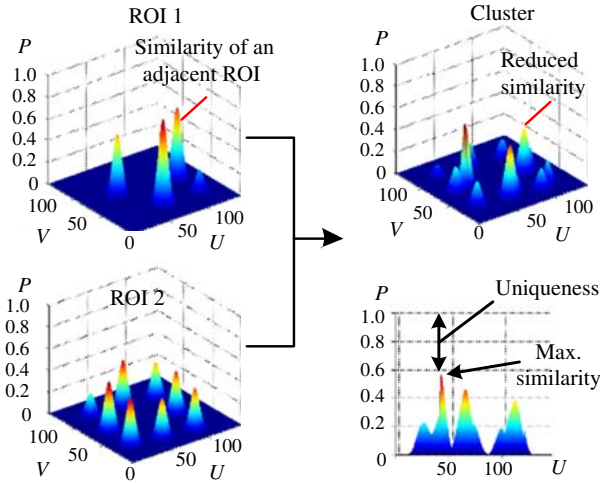 ROI 1
P
Similarity of an
adjacent ROI
1.0
0.8
0.6
0.4
0.2
0
100
50
V
0
50
100
U
Cluster
P
Reduced
similarity
1.0
0.8
0.6
0.4
0.2
0
100
50
V
0
50
100
U
ROI 2
P
1.0
0.8
0.6
0.4
0.2
0
100
50
V
0
50
100
U
P
Uniqueness
1.0
0.8
0.6
0.4
0.2
0
Max.
similarity
50
100
U